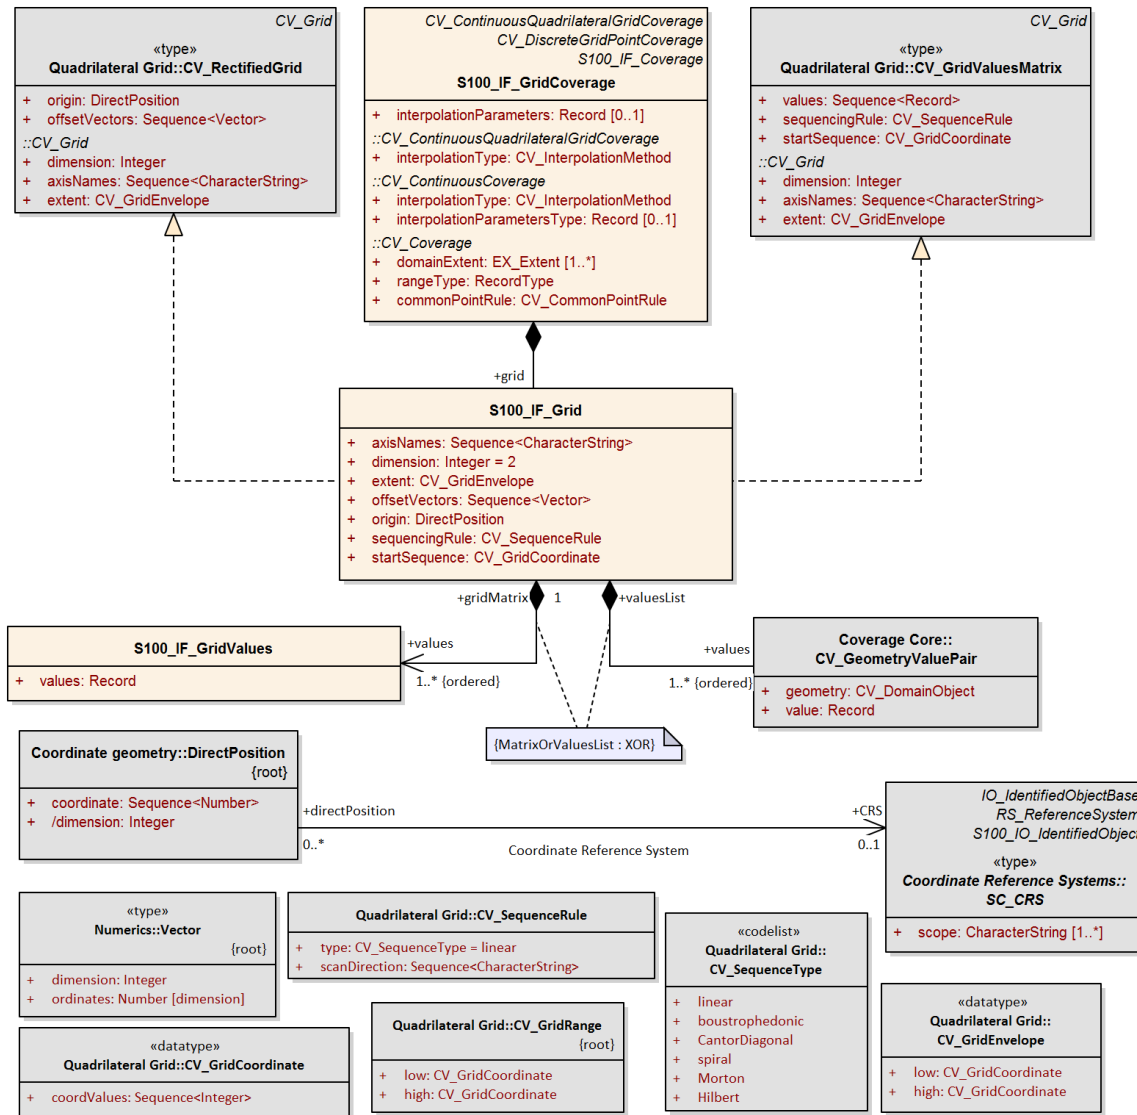 CV_Grid
«type»
Quadrilateral Grid::CV_RectifiedGrid
+ origin: DirectPosition
+ offsetVectors: Sequence<Vector>
::CV_Grid
+ dimension: Integer
+ axisNames: Sequence<CharacterString>
+ extent: CV_GridEnvelope
CV_ContinuousQuadrilateralGridCoverage
CV_DiscreteGridPointCoverage
S100_IF_Coverage
S100_IF_GridCoverage
+ interpolationParameters: Record [0..1]
::CV_ContinuousQuadrilateralGridCoverage
+ interpolationType: CV_InterpolationMethod
::CV_ContinuousCoverage
+ interpolationType: CV_InterpolationMethod
+ interpolationParametersType: Record [0..1]
::CV_Coverage
+ domainExtent: EX_Extent [1..*]
+ rangeType: RecordType
+ commonPointRule: CV_CommonPointRule
CV_Grid
«type»
Quadrilateral Grid::CV_GridValuesMatrix
+ values: Sequence<Record>
+ sequencingRule: CV_SequenceRule
+ startSequence: CV_GridCoordinate
::CV_Grid
+ dimension: Integer
+ axisNames: Sequence<CharacterString>
+ extent: CV_GridEnvelope
+grid
S100_IF_Grid
+ axisNames: Sequence<CharacterString>
+ dimension: Integer = 2
+ extent: CV_GridEnvelope
+ offsetVectors: Sequence<Vector>
+ origin: DirectPosition
+ sequencingRule: CV_SequenceRule
+ startSequence: CV_GridCoordinate
+gridMatrix 1 +valuesList
S100_IF_GridValues
+ values: Record
+values
1..* {ordered}
+values
1..* {ordered}
Coverage Core::
CV_GeometryValuePair
+ geometry: CV_DomainObject
+ value: Record
{MatrixOrValuesList : XOR}
Coordinate geometry::DirectPosition
{root}
+ coordinate: Sequence<Number>
+ /dimension: Integer
+directPosition
0..*
Coordinate Reference System
+CRS
0..1
IO_IdentifiedObjectBase
RS_ReferenceSystem
S100_IO_IdentifiedObject
«type»
Coordinate Reference Systems::
SC_CRS
+ scope: CharacterString [1..*]
«type»
Numerics::Vector
{root}
+ dimension: Integer
+ ordinates: Number [dimension]
Quadrilateral Grid::CV_SequenceRule
+ type: CV_SequenceType = linear
+ scanDirection: Sequence<CharacterString>
«codelist»
Quadrilateral Grid::
CV_SequenceType
+ linear
+ boustrophedonic
+ CantorDiagonal
+ spiral
+ Morton
+ Hilbert
«datatype»
Quadrilateral Grid::
CV_GridEnvelope
+ low: CV_GridCoordinate
+ high: CV_GridCoordinate
Quadrilateral Grid::CV_GridRange
{root}
+ low: CV_GridCoordinate
+ high: CV_GridCoordinate
«datatype»
Quadrilateral Grid::CV_GridCoordinate
+ coordValues: Sequence<Integer>